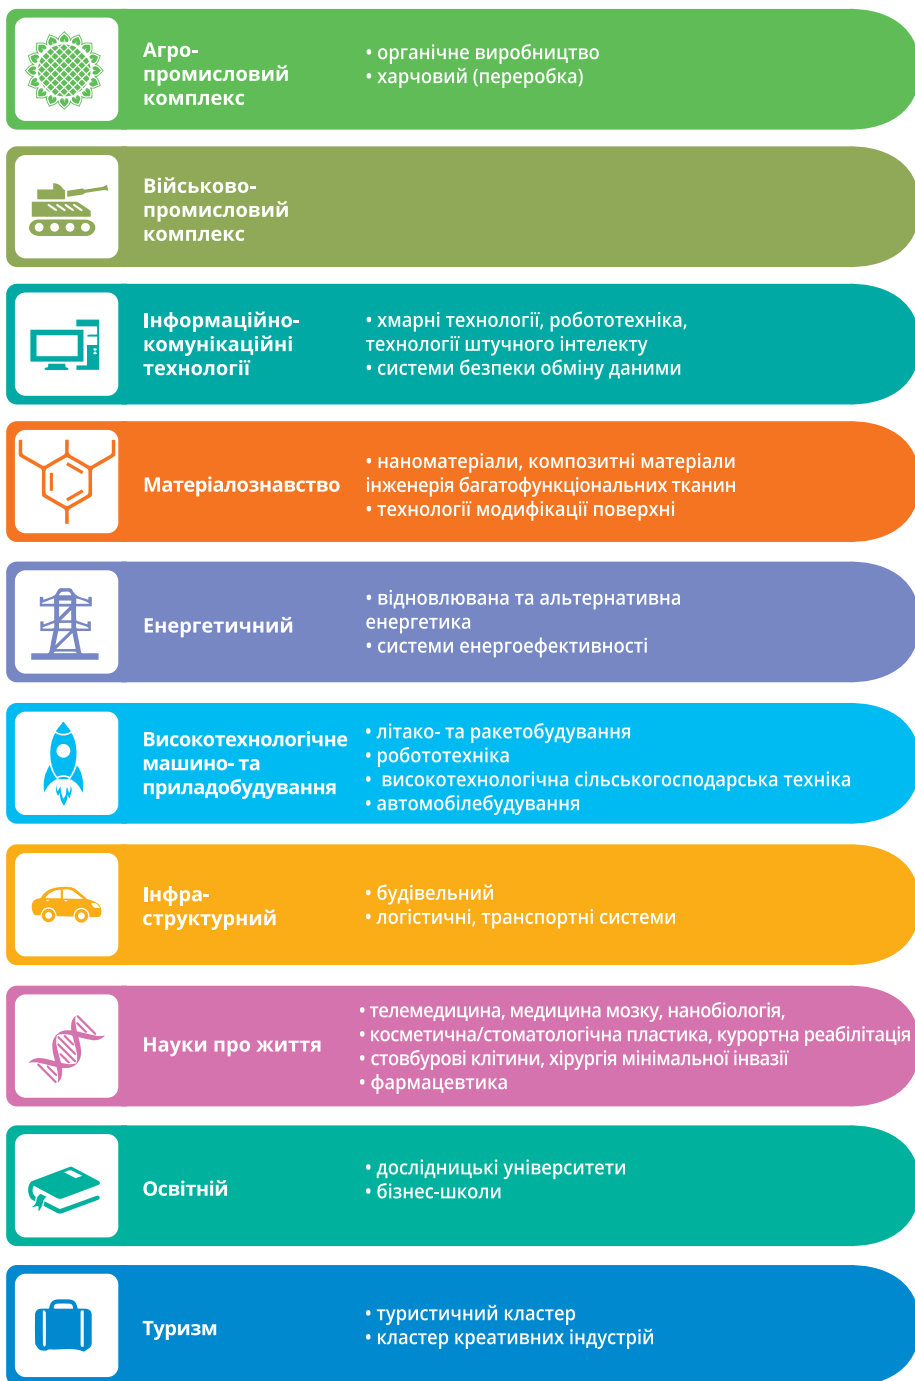 Агро-
промисловий
комплекс
• органічне виробництво
• харчовий (переробка)
Військово-
промисловий
комплекс
Інформаційно-
комунікаційні
технології
• хмарні технології, робототехніка,
технології штучного інтелекту
• системи безпеки обміну даними
Матеріалознавство
• наноматеріали, композитні матеріали
інженерія багатофункціональних тканин
• технології модифікації поверхні
Енергетичний
• відновлювана та альтернативна
енергетика
• системи енергоефективності
Високотехнологічне
машино- та
приладобудування
• літако- та ракетобудування
• робототехніка
• високотехнологічна сільськогосподарська техніка
• автомобілебудування
Інфра-
структурний
• будівельний
• логістичні, транспортні системи
Науки про життя
• телемедицина, медицина мозку, нанобіологія,
• косметична/стоматологічна пластика, курортна реабілітація
• стовбурові клітини, хірургія мінімальної інвазії
• фармацевтика
Освітній
• дослідницькі університети
• бізнес-школи
Туризм
• туристичний кластер
• кластер креативних індустрій